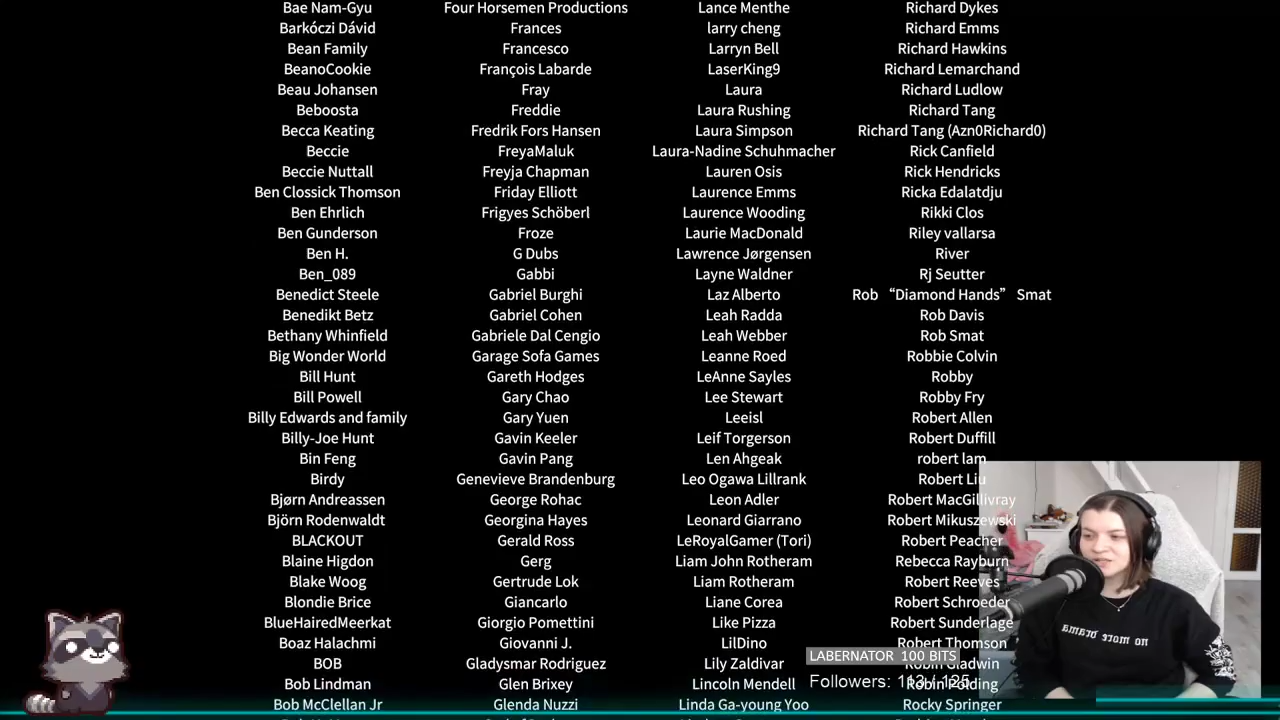 Bae Nam-Gyu
Barkóczi Dávid
Bean Family
BeanoCookie
Beau Johansen
Beboosta
Becca Keating
Beccie
Beccie Nuttall
Ben Clossick Thomson
Ben Ehrlich
Ben Gunderson
Ben H.
Ben_089
Benedict Steele
Benedikt Betz
Bethany Whinfield
Big Wonder World
Bill Hunt
Bill Powell
Billy Edwards and family
Billy-Joe Hunt
Bin Feng
Birdy
Bjørn Andreassen
Björn Rodenwaldt
BLACKOUT
Blaine Higdon
Blake Woog
Blondie Brice
BlueHairedMeerkat
Boaz Halachmi
BOB
Bob Lindman
Bob McClellan Jr
Four Horsemen Productions
Frances
Francesco
François Labarde
Fray
Freddie
Fredrik Fors Hansen
FreyaMaluk
Freyja Chapman
Friday Elliott
Frigyes Schöberl
Froze
G Dubs
Gabbi
Gabriel Burghi
Gabriel Cohen
Gabriele Dal Cengio
Garage Sofa Games
Gareth Hodges
Gary Chao
Gary Yuen
Gavin Keeler
Gavin Pang
Genevieve Brandenburg
George Rohac
Georgina Hayes
Gerald Ross
Gerg
Gertrude Lok
Giancarlo
Giorgio Pomettini
Giovanni J.
Gladysmar Rodriguez
Glen Brixey
Glenda Nuzzi
Lance Menthe
larry cheng
Larryn Bell
LaserKing9
Laura
Laura Rushing
Laura Simpson
Laura-Nadine Schuhmacher
Lauren Osis
Laurence Emms
Laurence Wooding
Laurie MacDonald
Lawrence Jørgensen
Layne Waldner
Laz Alberto
Leah Radda
Leah Webber
Leanne Roed
LeAnne Sayles
Lee Stewart
Leeisl
Leif Torgerson
Len Ahgeak
Leo Ogawa Lillrank
Leon Adler
Leonard Giarrano
LeRoyalGamer (Tori)
Liam John Rotheram
Liam Rotheram
Liane Corea
Like Pizza
LilDino
Lily Zaldivar
Lincoln Mendell
Linda Ga-young Yoo
Richard Dykes
Richard Emms
Richard Hawkins
Richard Lemarchand
Richard Ludlow
Richard Tang
Richard Tang (Azn0Richard0)
Rick Canfield
Rick Hendricks
Ricka Edalatdju
Rikki Clos
Riley vallarsa
River
Rj Seutter
Rob “Diamond Hands” Smat
Rob Davis
Rob Smat
Robbie Colvin
Robby
Robby Fry
Robert Allen
Robert Duffill
robert lam
Robert Liu
Robert MacGillivray
Robert Mikuszewski
Robert Peacher
Rebecca Rayburn
Robert Reeves
Robert Schroeder
Robert Sunderlage
Robert Thomson
Robin Gladwin
Robin Polding
Rocky Springer
LABERNATOR 100 BITS
Followers: 113 / 125
NO MORE DRAMA